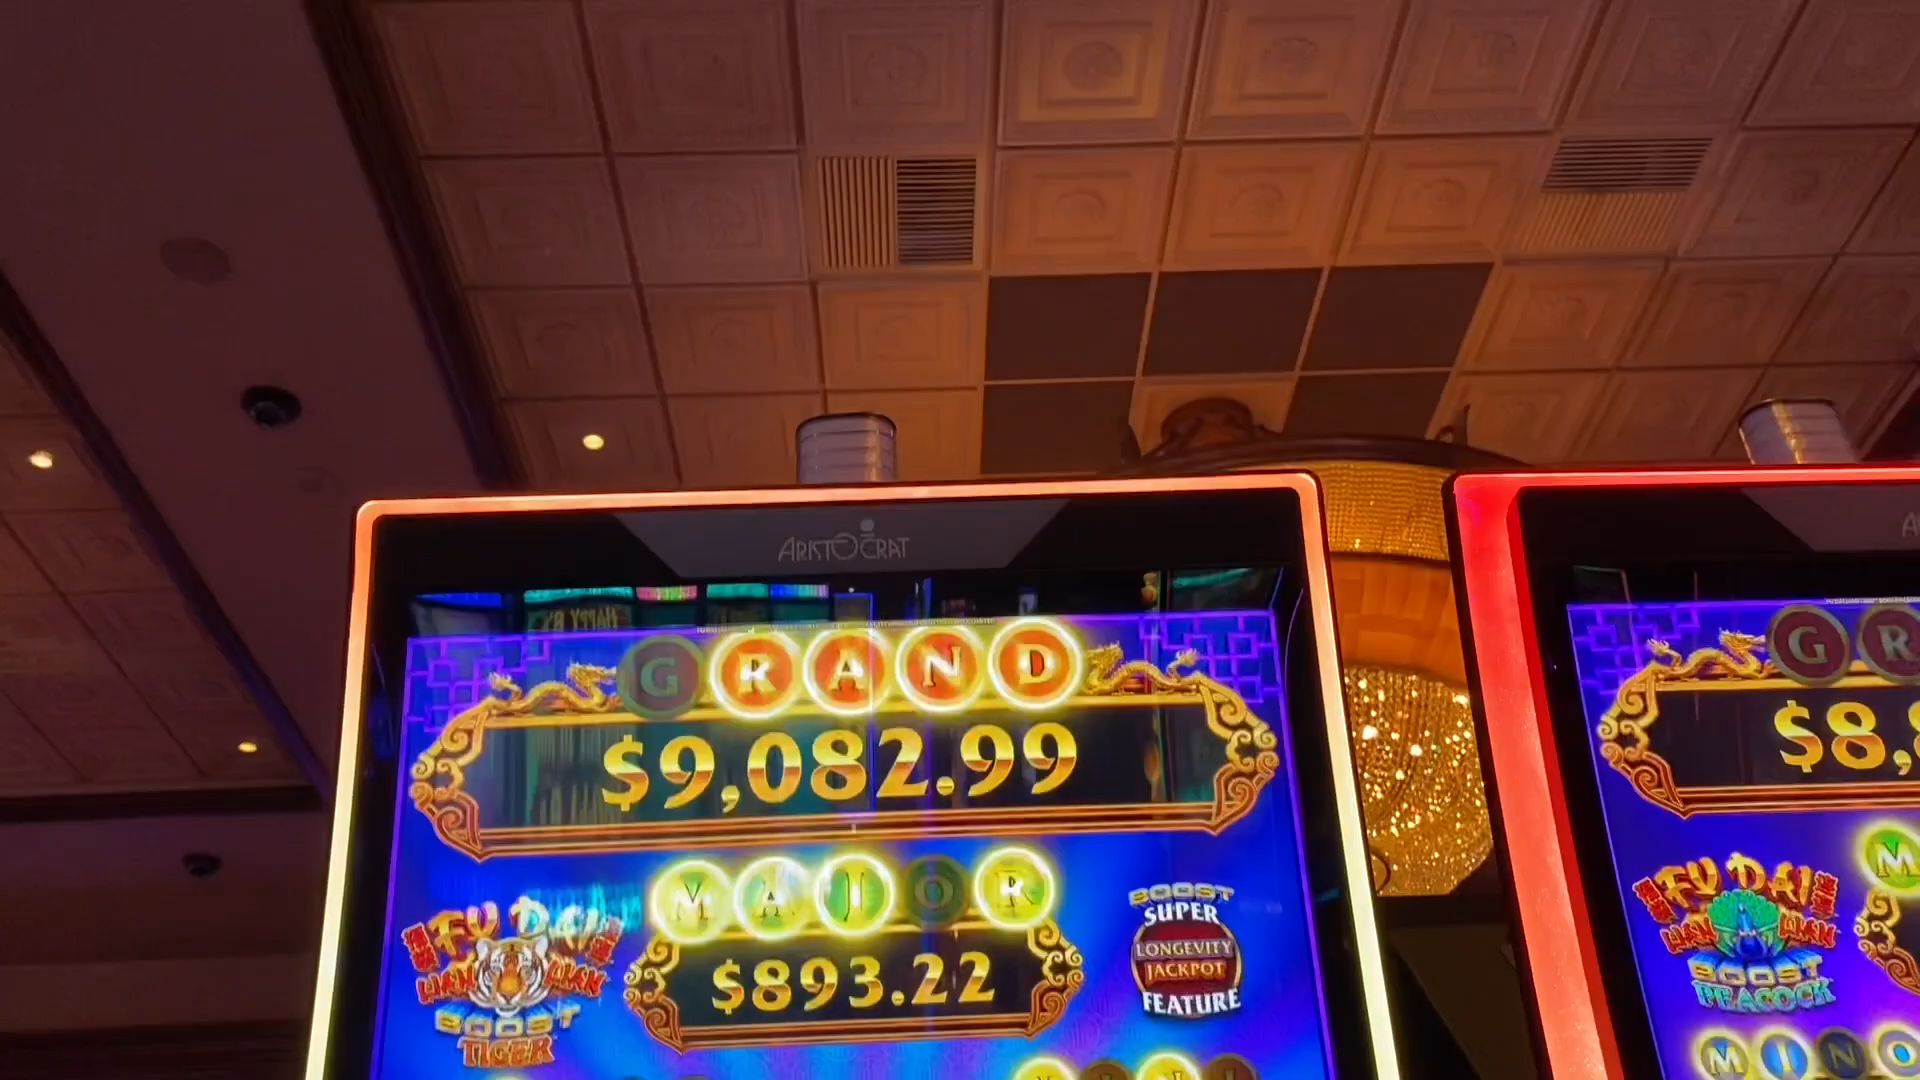 ARISTOCRAT
GRAND
$9,082.99
MAJOR
$893.22
FU DAI
LIAN LIAN
BOOST
TIGER
BOOST
SUPER
LONGEVITY
JACKPOT
FEATURE
G R
$8,8
M
FU DAI
LIAN LIAN
BOOST
PEACOCK
MINO